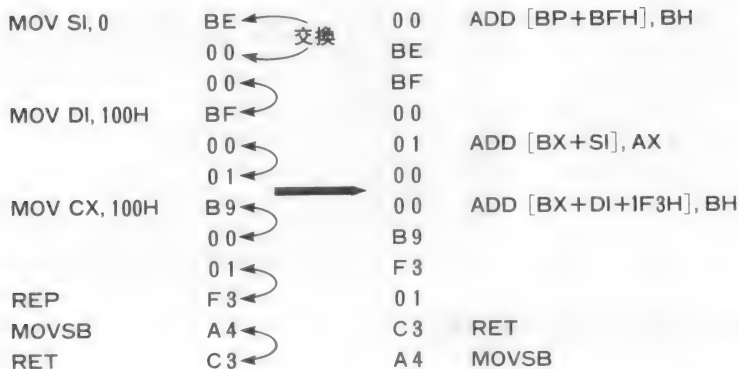 MOV SI, 0 BE 交換 00 ADD [BP+BFH], BH
00 BE
00 BF
MOV DI, 100H BF 00
00 01 ADD [BX+SI], AX
01 00
MOV CX, 100H B9 00 ADD [BX+DI+1F3H], BH
00 B9
01 F3
REP F3 01
MOVSB A4 C3 RET
RET C3 A4 MOVSB